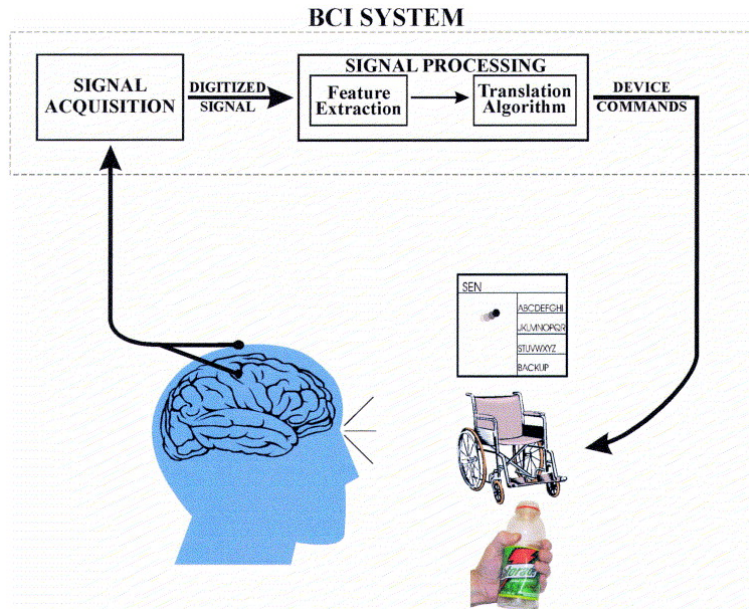 BCI SYSTEM
SIGNAL
ACQUISITION
DIGITIZED
SIGNAL
SIGNAL PROCESSING
Feature
Extraction
Translation
Algorithm
DEVICE
COMMANDS
SEN
ABCDEFGHI
JKLMNOPQR
STUVWXYZ
BACKUP